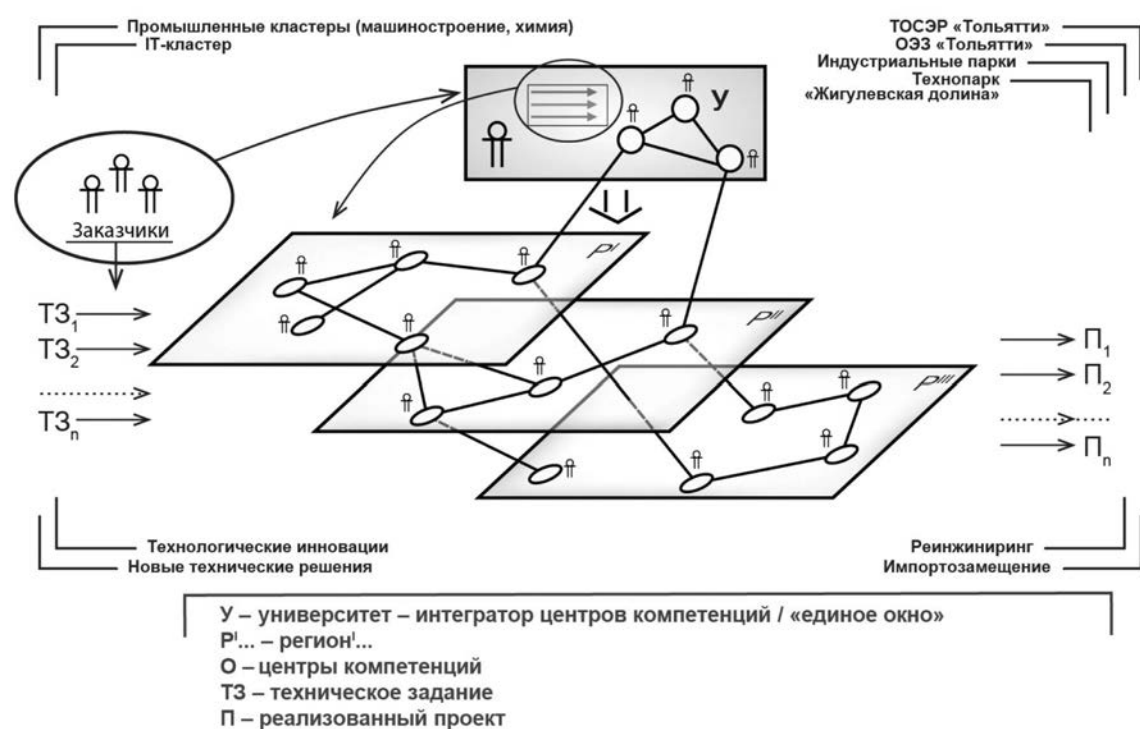 Промышленные кластеры (машиностроение, химия)
IT-кластер
ТОСЭР «Тольятти»
ОЭЗ «Тольятти»
Индустриальные парки
Технопарк
«Жигулевская долина»
У
Заказчики
Pᴵ
Pᴵᴵ
Pᴵᴵᴵ
ТЗ₁
ТЗ₂
ТЗₙ
П₁
П₂
Пₙ
Технологические инновации
Новые технические решения
Реинжиниринг
Импортозамещение
У – университет – интегратор центров компетенций / «единое окно»
Рᴵ... – регионᴵ...
О – центры компетенций
ТЗ – техническое задание
П – реализованный проект